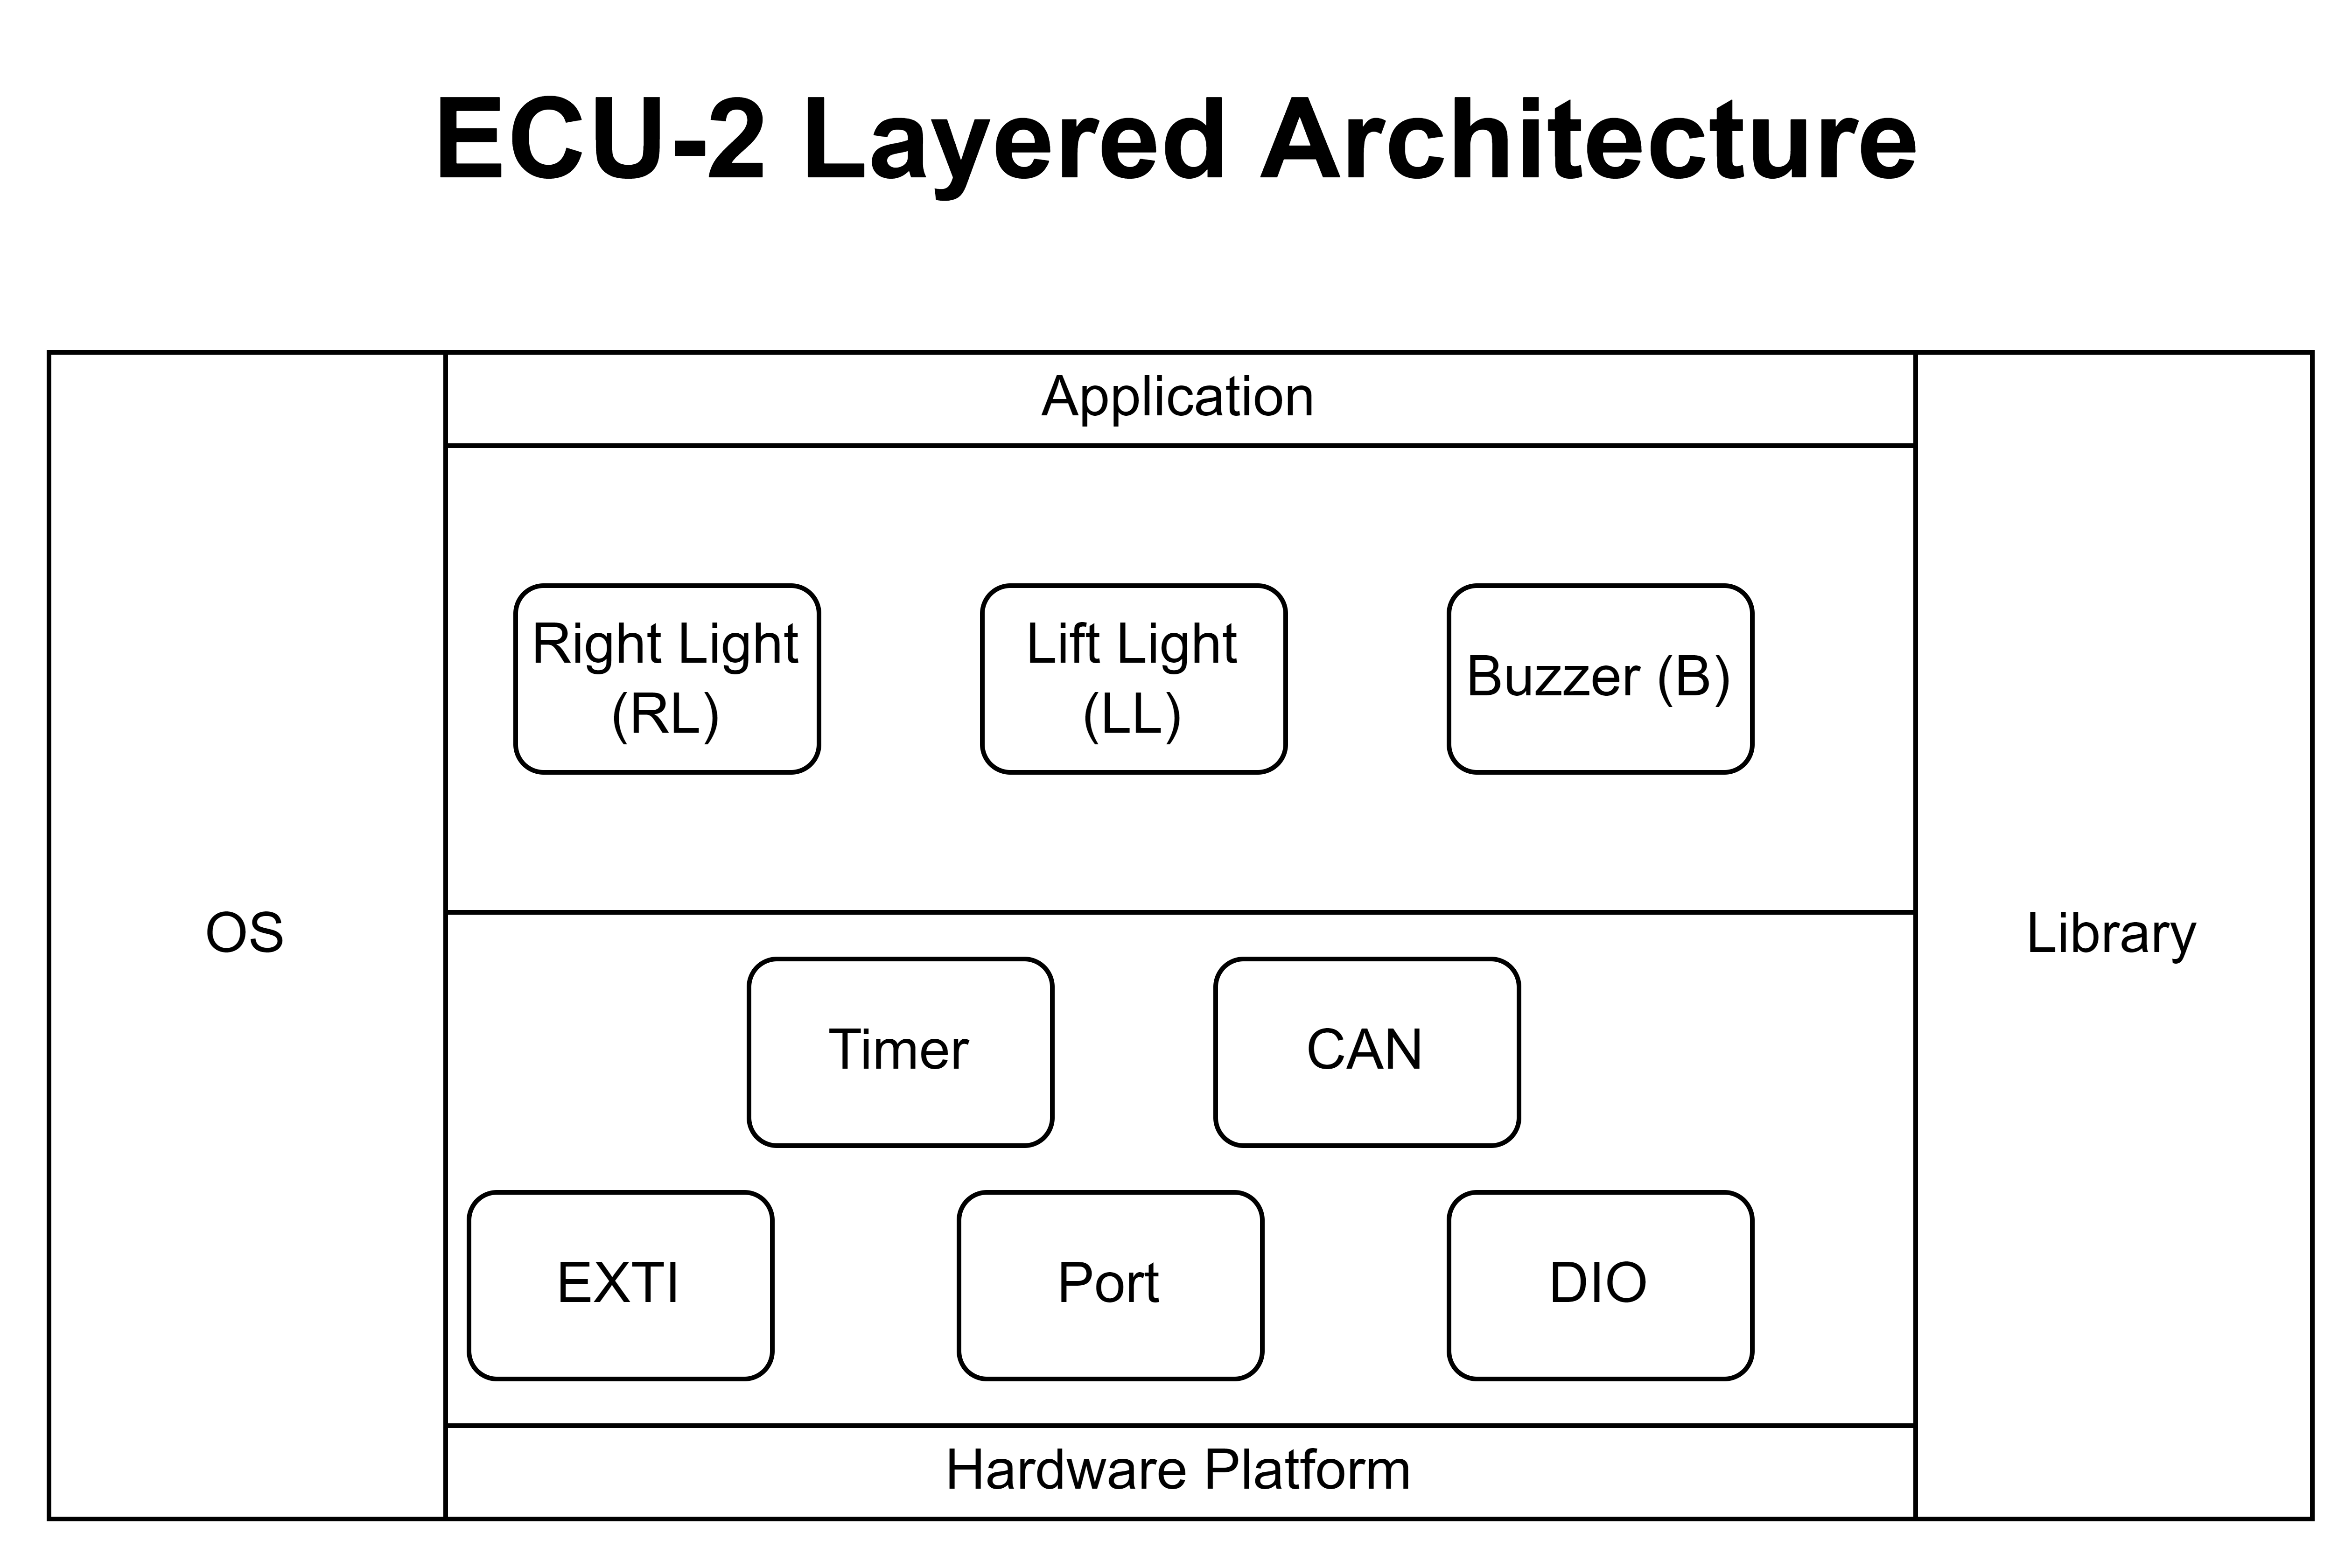 ECU-2 Layered Architecture
Application
Right Light
(RL)
Lift Light
(LL)
Buzzer (B)
OS
Library
Timer
CAN
EXTI
Port
DIO
Hardware Platform